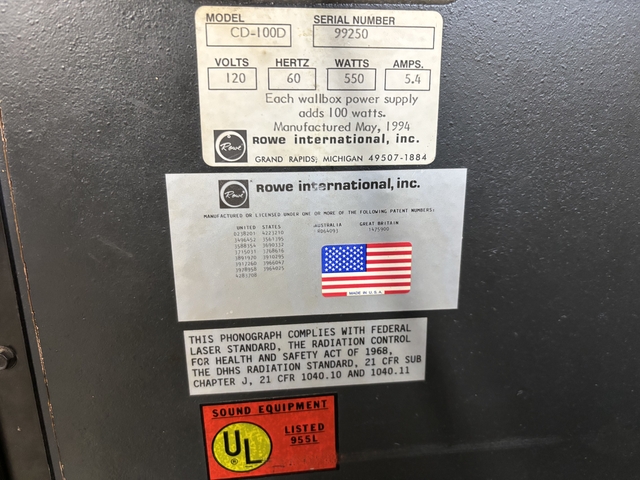 MODEL SERIAL NUMBER
CD-100D 99250
VOLTS HERTZ WATTS AMPS.
120 60 550 5.4
Each wallbox power supply
adds 100 watts.
Manufactured May, 1994
Rowe Rowe international, inc.
GRAND RAPIDS; MICHIGAN 49507-1884
Rowe Rowe international, inc.
MANUFACTURED OR LICENSED UNDER ONE OR MORE OF THE FOLLOWING PATENT NUMBERS:
UNITED STATES AUSTRALIA GREAT BRITAIN
4223210 1475900
3496452 3561395
MADE IN U.S.A.
THIS PHONOGRAPH COMPLIES WITH FEDERAL
LASER STANDARD, THE RADIATION CONTROL
FOR HEALTH AND SAFETY ACT OF 1968,
THE DHHS RADIATION STANDARD, 21 CFR SUB
CHAPTER J, 21 CFR 1040.10 AND 1040.11
SOUND EQUIPMENT
UL ® LISTED
955L